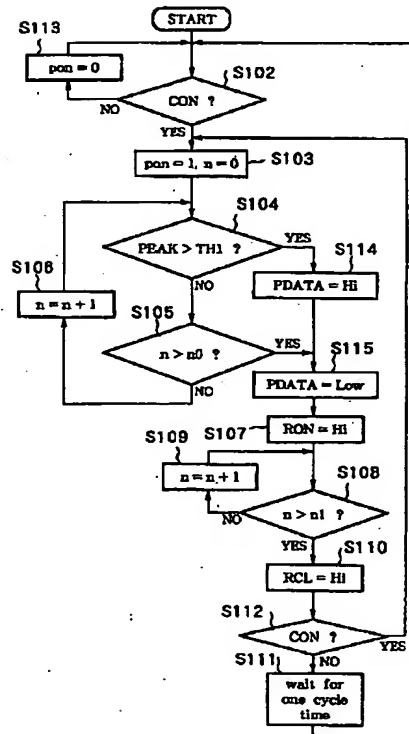 START
S113
pon = 0
S102
CON ?
NO
YES
pon = 1, n = 0
S103
S104
PEAK > TH1 ?
YES
S114
PDATA = Hi
S106
n = n + 1
NO
S105
n > n0 ?
YES
S115
NO
PDATA = Low
S107
RON = Hi
S109
n = n + 1
S108
n > n1 ?
NO
YES
S110
RCL = Hi
S112
CON ?
YES
S111
NO
wait for
one cycle
time